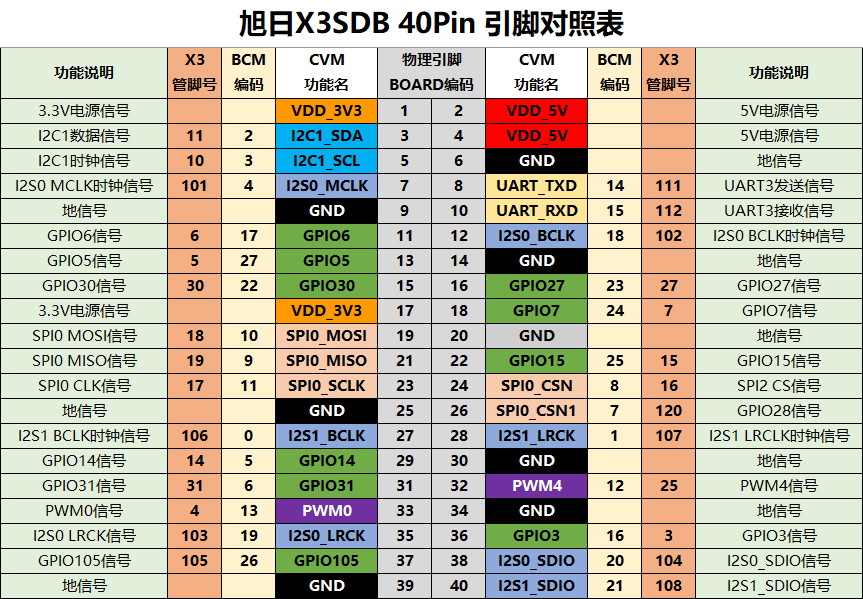 旭日X3SDB 40Pin 引脚对照表
功能说明 X3 管脚号 BCM 编码 CVM 功能名 物理引脚 BOARD编码 CVM 功能名 BCM 编码 X3 管脚号 功能说明
3.3V电源信号 VDD_3V3 1 2 VDD_5V 5V电源信号
I2C1数据信号 11 2 I2C1_SDA 3 4 VDD_5V 5V电源信号
I2C1时钟信号 10 3 I2C1_SCL 5 6 GND 地信号
I2S0 MCLK时钟信号 101 4 I2S0_MCLK 7 8 UART_TXD 14 111 UART3发送信号
地信号 GND 9 10 UART_RXD 15 112 UART3接收信号
GPIO6信号 6 17 GPIO6 11 12 I2S0_BCLK 18 102 I2S0 BCLK时钟信号
GPIO5信号 5 27 GPIO5 13 14 GND 地信号
GPIO30信号 30 22 GPIO30 15 16 GPIO27 23 27 GPIO27信号
3.3V电源信号 VDD_3V3 17 18 GPIO7 24 7 GPIO7信号
SPI0 MOSI信号 18 10 SPI0_MOSI 19 20 GND 地信号
SPI0 MISO信号 19 9 SPI0_MISO 21 22 GPIO15 25 15 GPIO15信号
SPI0 CLK信号 17 11 SPI0_SCLK 23 24 SPI0_CSN 8 16 SPI2 CS信号
地信号 GND 25 26 SPI0_CSN1 7 120 GPIO28信号
I2S1 BCLK时钟信号 106 0 I2S1_BCLK 27 28 I2S1_LRCK 1 107 I2S1 LRCLK时钟信号
GPIO14信号 14 5 GPIO14 29 30 GND 地信号
GPIO31信号 31 6 GPIO31 31 32 PWM4 12 25 PWM4信号
PWM0信号 4 13 PWM0 33 34 GND 地信号
I2S0 LRCK信号 103 19 I2S0_LRCK 35 36 GPIO3 16 3 GPIO3信号
GPIO105信号 105 26 GPIO105 37 38 I2S0_SDIO 20 104 I2S0_SDIO信号
地信号 GND 39 40 I2S1_SDIO 21 108 I2S1_SDIO信号